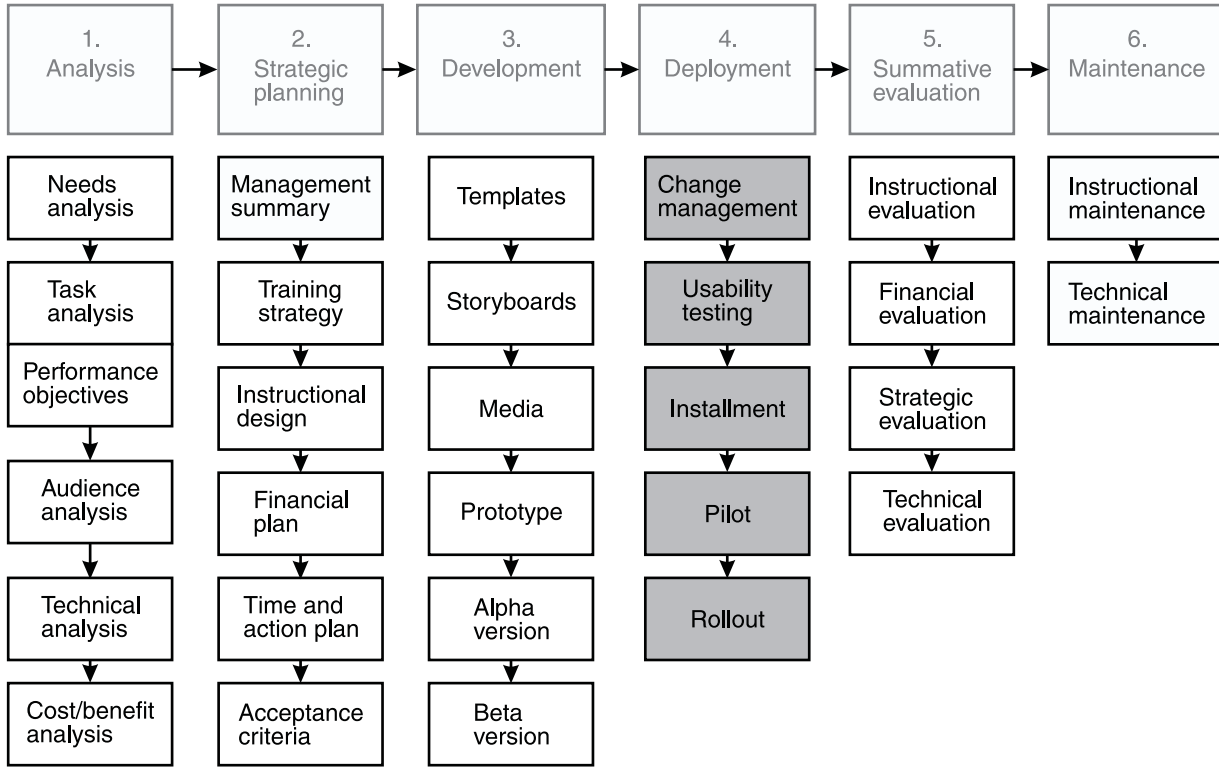 1.
Analysis
2.
Strategic
planning
3.
Development
4.
Deployment
5.
Summative
evaluation
6.
Maintenance
Needs
analysis
Task
analysis
Performance
objectives
Audience
analysis
Technical
analysis
Cost/benefit
analysis
Management
summary
Training
strategy
Instructional
design
Financial
plan
Time and
action plan
Acceptance
criteria
Templates
Storyboards
Media
Prototype
Alpha
version
Beta
version
Change
management
Usability
testing
Installment
Pilot
Rollout
Instructional
evaluation
Financial
evaluation
Strategic
evaluation
Technical
evaluation
Instructional
maintenance
Technical
maintenance